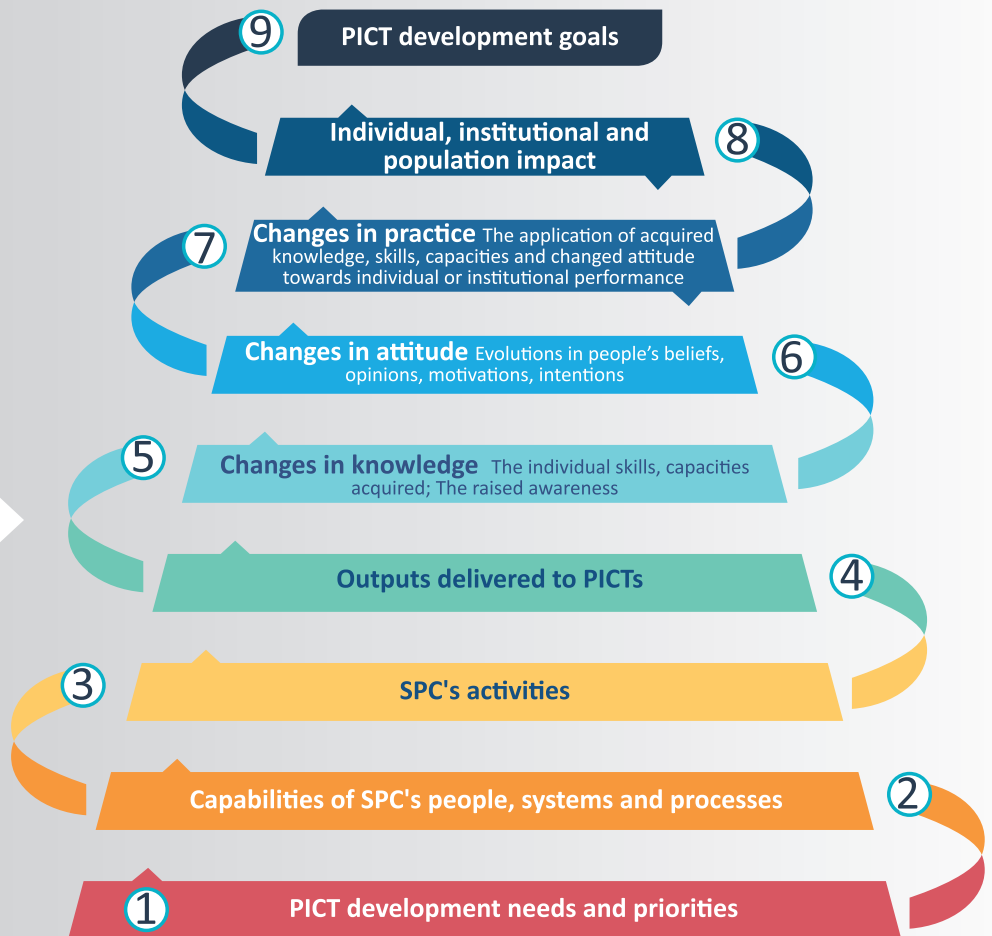 9
PICT development goals
Individual, institutional and
population impact
8
7
Changes in practice The application of acquired
knowledge, skills, capacities and changed attitude
towards individual or institutional performance
Changes in attitude Evolutions in people’s beliefs,
opinions, motivations, intentions
6
5
Changes in knowledge The individual skills, capacities
acquired; The raised awareness
Outputs delivered to PICTs
4
3
SPC's activities
Capabilities of SPC's people, systems and processes
2
1
PICT development needs and priorities